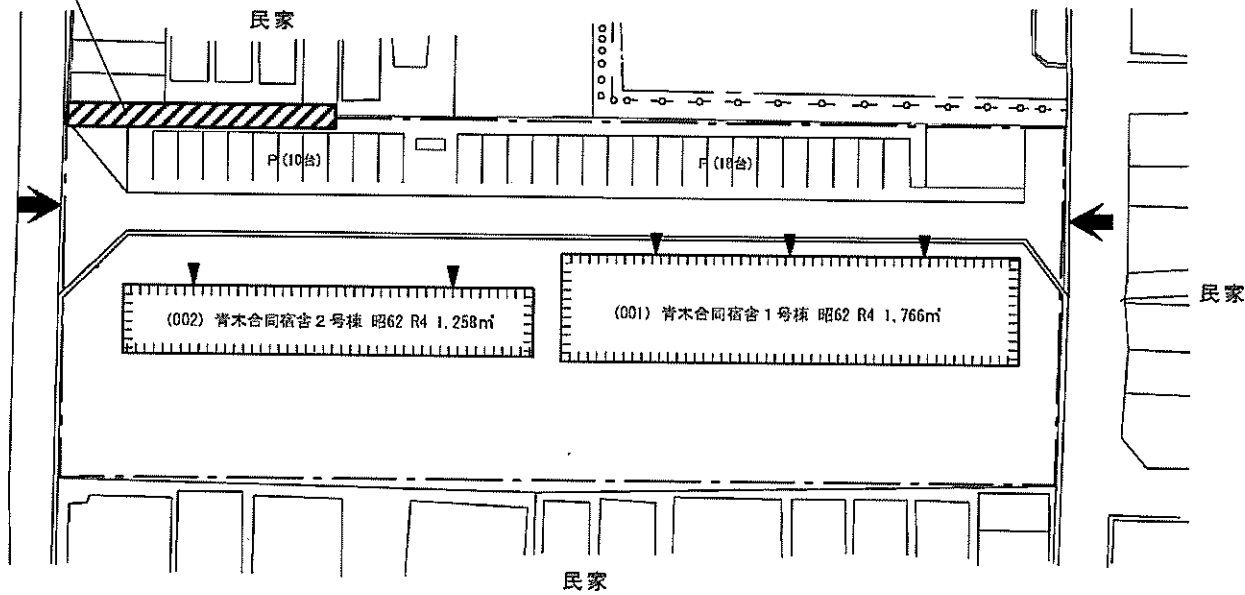 民家
P (10台)
P (18台)
(002) 青木合同宿舎2号棟 昭62 R4 1,258㎡
(001) 青木合同宿舎1号棟 昭62 R4 1,766㎡
民家
民家